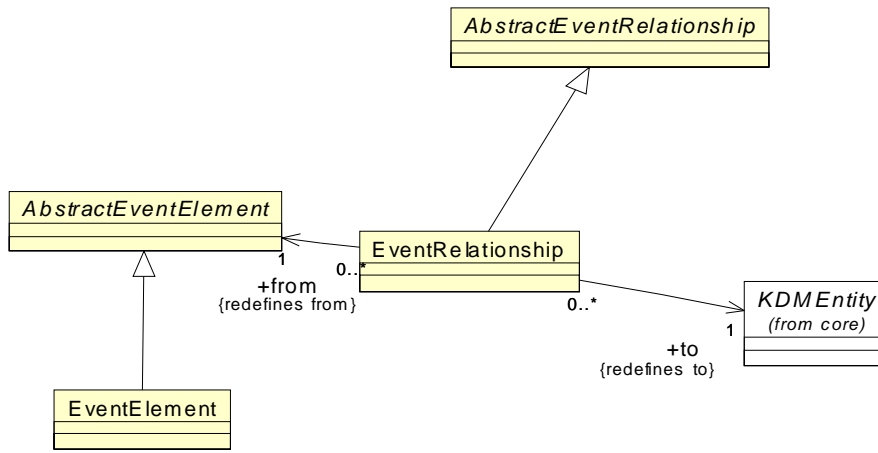 AbstractEventRelationship
AbstractEventElement
EventRelationship
1
0..*
+from
{redefines from}
0..*
KDMEntity
(from core)
1
+to
{redefines to}
EventElement